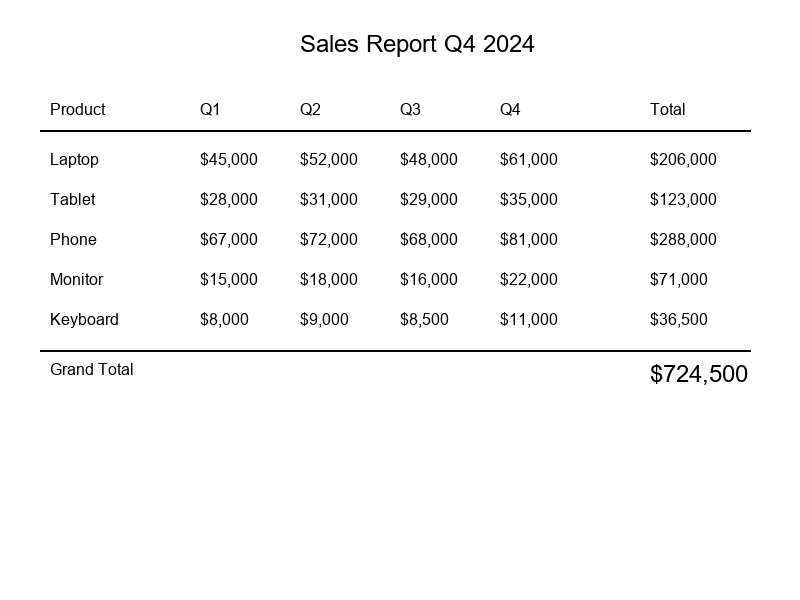 Sales Report Q4 2024
Product Q1 Q2 Q3 Q4 Total
Laptop $45,000 $52,000 $48,000 $61,000 $206,000
Tablet $28,000 $31,000 $29,000 $35,000 $123,000
Phone $67,000 $72,000 $68,000 $81,000 $288,000
Monitor $15,000 $18,000 $16,000 $22,000 $71,000
Keyboard $8,000 $9,000 $8,500 $11,000 $36,500
Grand Total $724,500